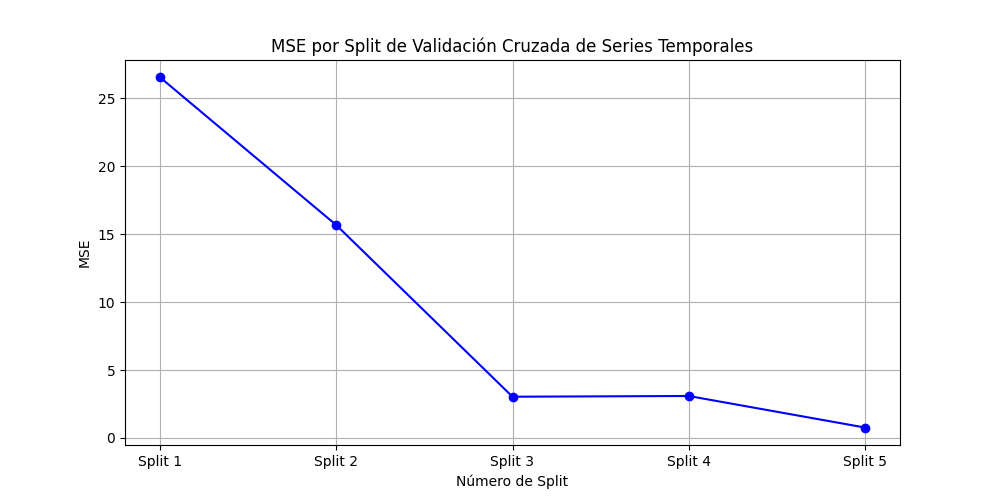 MSE por Split de Validación Cruzada de Series Temporales
MSE
25
20
15
10
5
0
Split 1 Split 2 Split 3 Split 4 Split 5
Número de Split